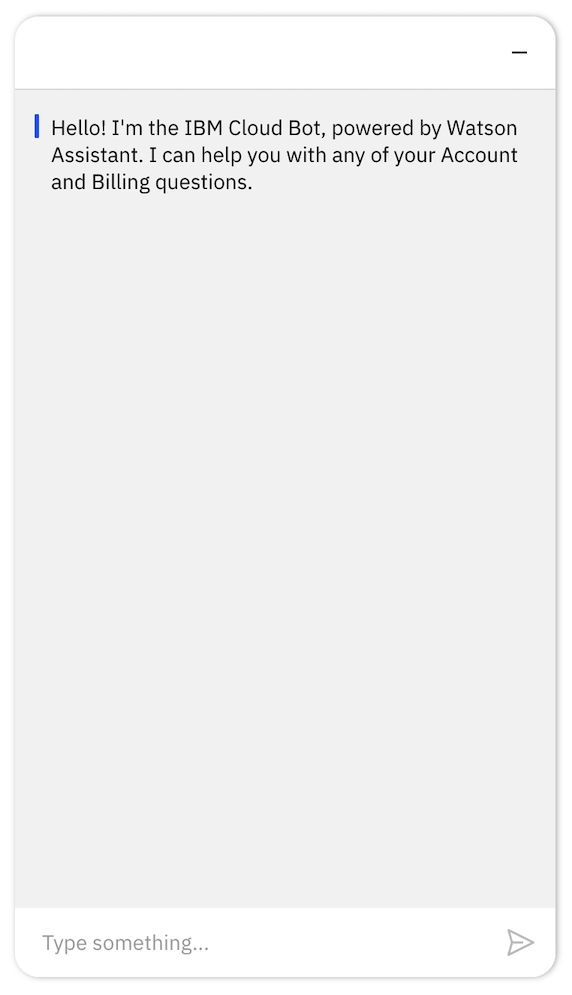 Hello! I'm the IBM Cloud Bot, powered by Watson
Assistant. I can help you with any of your Account
and Billing questions.
Type something...